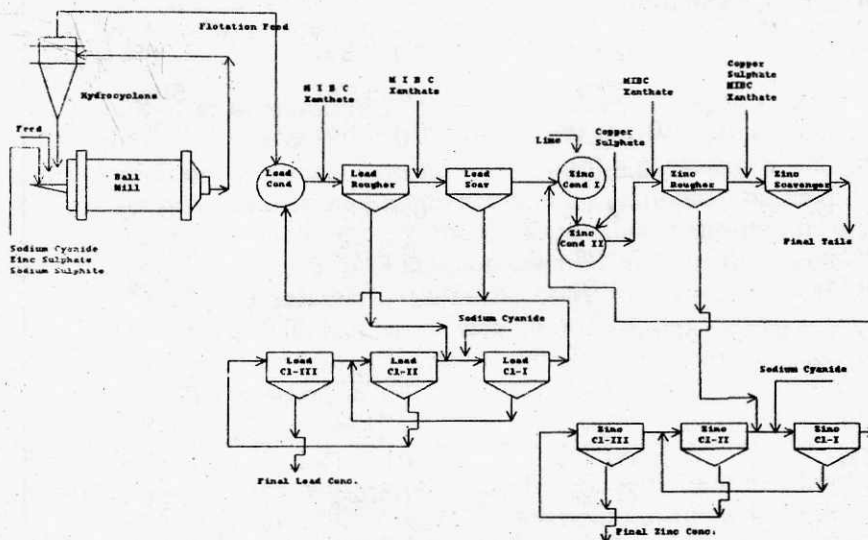 Flotation Feed
Hydrocyclone
Feed
Ball
Mill
Sodium Cyanide
Zinc Sulphate
Sodium Sulphite
M I B C
Xanthate
M I B C
Xanthate
Lead
Cond
Lead
Rougher
Lead
Scav
Lime
Zinc
Cond I
Copper
Sulphate
Zinc
Cond II
MIBC
Xanthate
Copper
Sulphate
MIBC
Xanthate
Zinc
Rougher
Zinc
Scavenger
Final Tails
Sodium Cyanide
Lead
Cl-III
Lead
Cl-II
Lead
Cl-I
Final Lead Conc.
Sodium Cyanide
Zinc
Cl-III
Zinc
Cl-II
Zinc
Cl-I
Final Zinc Conc.